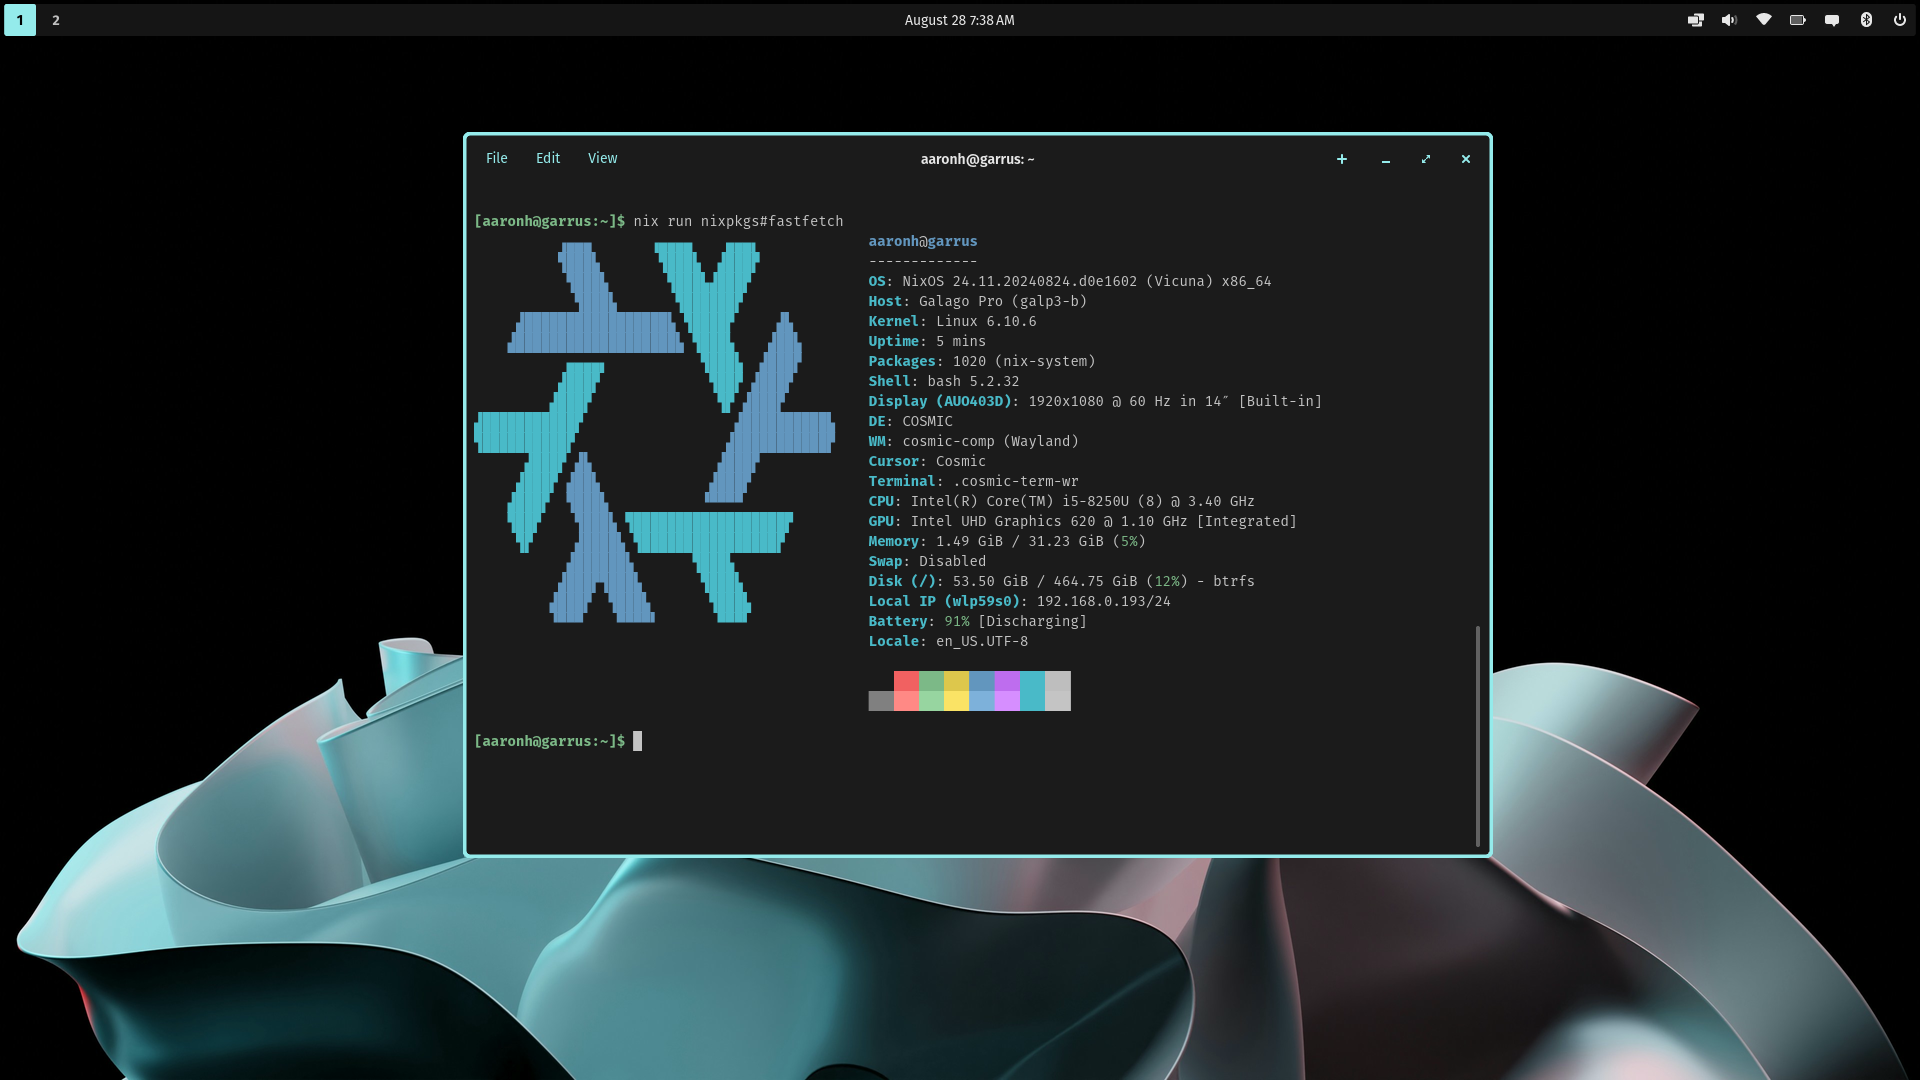 1 2 August 28 7:38 AM
File Edit View aaronh@garrus: ~
[aaronh@garrus:~]$ nix run nixpkgs#fastfetch
aaronh@garrus
-------------
OS: NixOS 24.11.20240824.d0e1602 (Vicuna) x86_64
Host: Galago Pro (galp3-b)
Kernel: Linux 6.10.6
Uptime: 5 mins
Packages: 1020 (nix-system)
Shell: bash 5.2.32
Display (AUO403D): 1920x1080 @ 60 Hz in 14″ [Built-in]
DE: COSMIC
WM: cosmic-comp (Wayland)
Cursor: Cosmic
Terminal: .cosmic-term-wr
CPU: Intel(R) Core(TM) i5-8250U (8) @ 3.40 GHz
GPU: Intel UHD Graphics 620 @ 1.10 GHz [Integrated]
Memory: 1.49 GiB / 31.23 GiB (5%)
Swap: Disabled
Disk (/): 53.50 GiB / 464.75 GiB (12%) - btrfs
Local IP (wlp59s0): 192.168.0.193/24
Battery: 91% [Discharging]
Locale: en_US.UTF-8
[aaronh@garrus:~]$